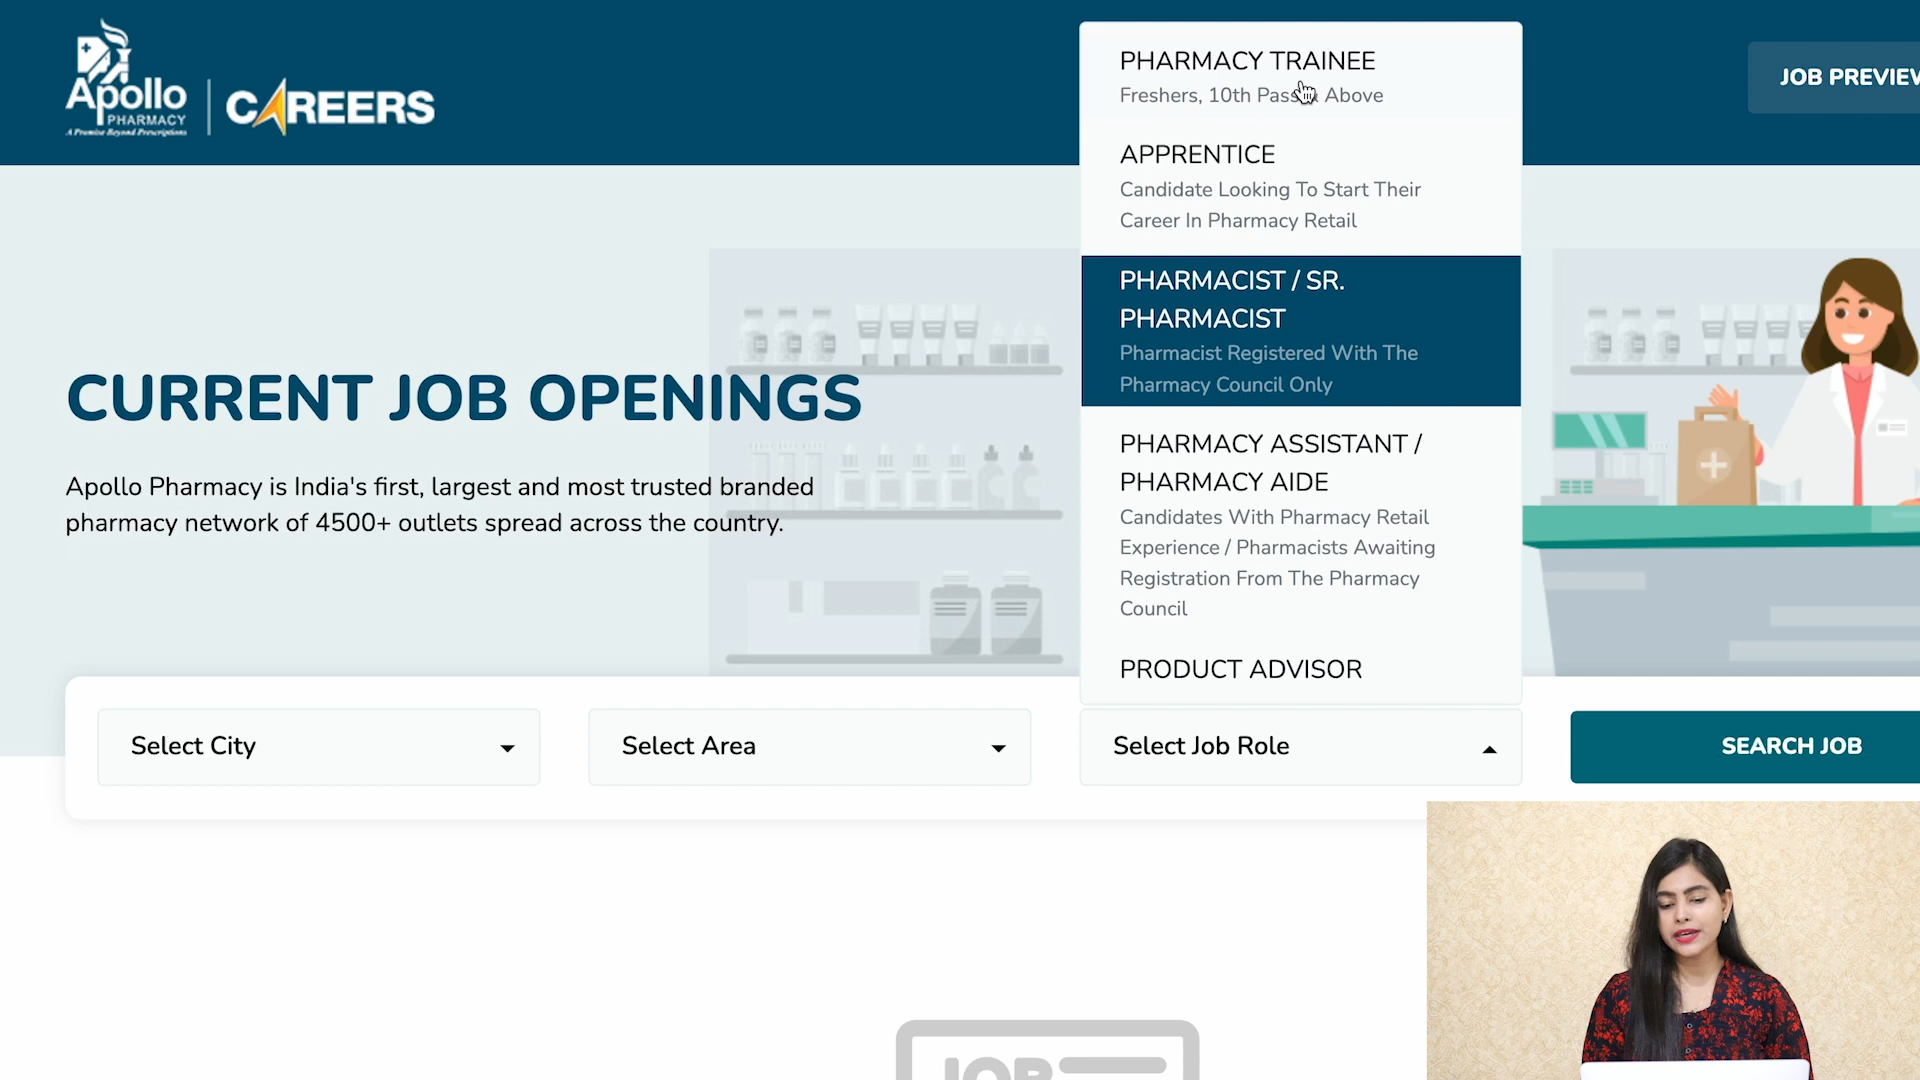 Apollo
PHARMACY
A Promise Beyond Prescriptions
CAREERS
JOB PREVIEW
PHARMACY TRAINEE
Freshers, 10th Pass & Above
APPRENTICE
Candidate Looking To Start Their
Career In Pharmacy Retail
PHARMACIST / SR.
PHARMACIST
Pharmacist Registered With The
Pharmacy Council Only
PHARMACY ASSISTANT /
PHARMACY AIDE
Candidates With Pharmacy Retail
Experience / Pharmacists Awaiting
Registration From The Pharmacy
Council
PRODUCT ADVISOR
CURRENT JOB OPENINGS
Apollo Pharmacy is India's first, largest and most trusted branded
pharmacy network of 4500+ outlets spread across the country.
Select City
Select Area
Select Job Role
SEARCH JOB
JOB